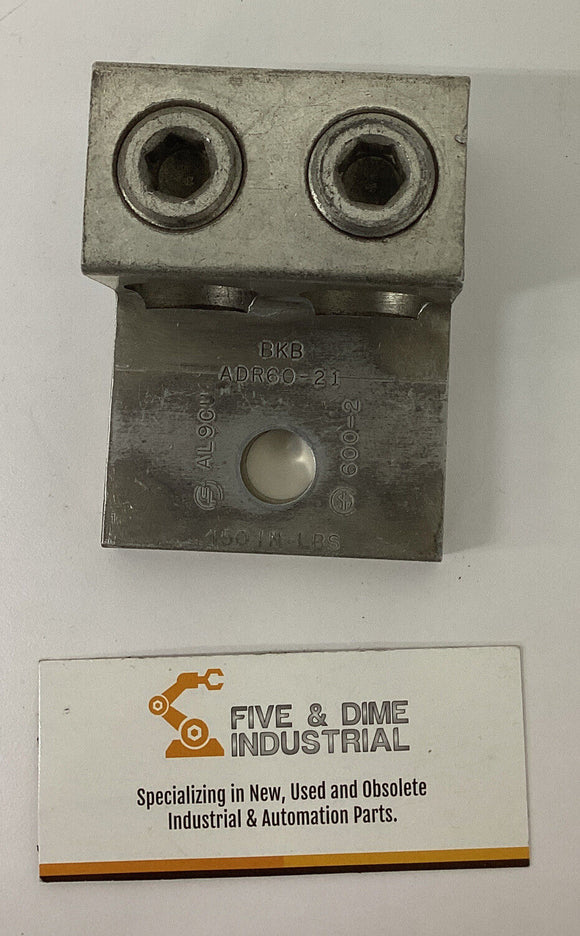 BKB
ADR60-21
AL9CU
600-2
IN LBS
FIVE & DIME
INDUSTRIAL
Specializing in New, Used and Obsolete
Industrial & Automation Parts.